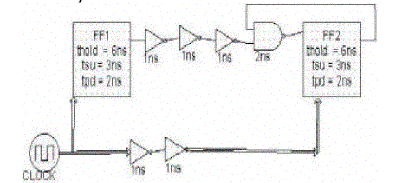 FF1
thold = 6ns
tsu = 3ns
tpd = 2ns
1ns
1ns
1ns
2ns
FF2
thold = 6ns
tsu = 3ns
tpd = 2ns
CLOCK
1ns
1ns